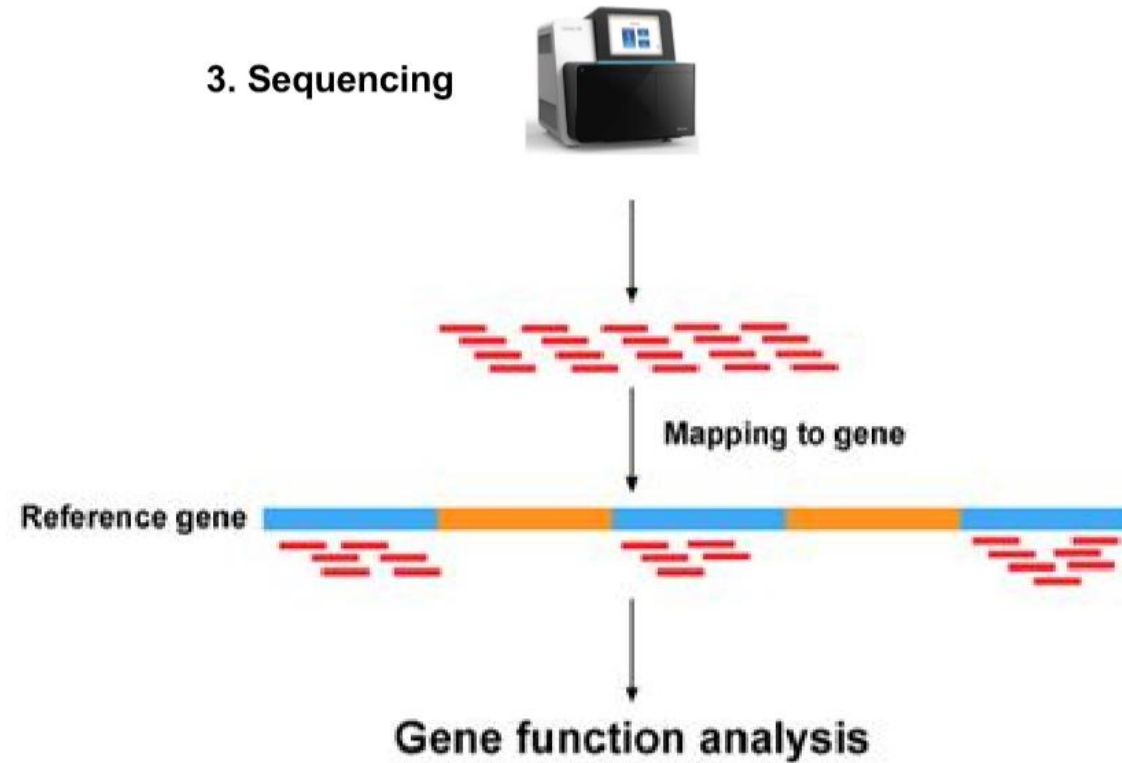 3. Sequencing
Mapping to gene
Reference gene
Gene function analysis